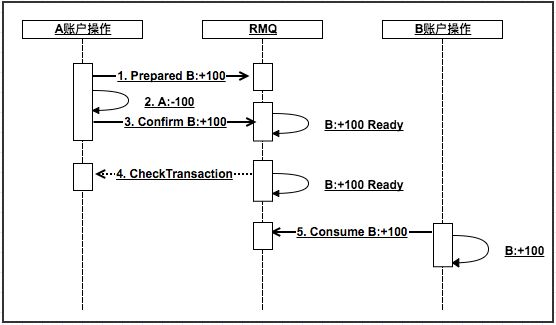 A账户操作
RMQ
B账户操作
1. Prepared B:+100
2. A:-100
3. Confirm B:+100
B:+100 Ready
4. CheckTransaction
B:+100 Ready
5. Consume B:+100
B:+100